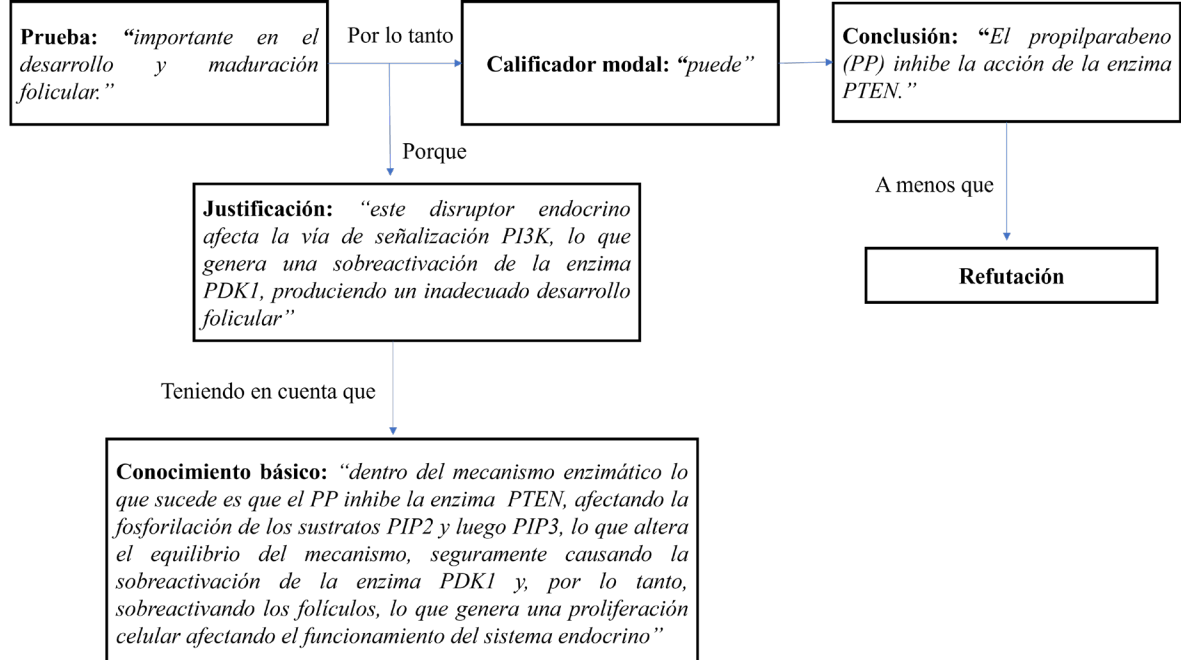 Prueba: “importante en el
desarrollo y maduración
folicular.”
Por lo tanto
Calificador modal: “puede”
Conclusión: “El propilparabeno
(PP) inhibe la acción de la enzima
PTEN.”
Porque
A menos que
Justificación: “este disruptor endocrino
afecta la vía de señalización PI3K, lo que
genera una sobreactivación de la enzima
PDK1, produciendo un inadecuado desarrollo
folicular”
Refutación
Teniendo en cuenta que
Conocimiento básico: “dentro del mecanismo enzimático lo
que sucede es que el PP inhibe la enzima PTEN, afectando la
fosforilación de los sustratos PIP2 y luego PIP3, lo que altera
el equilibrio del mecanismo, seguramente causando la
sobreactivación de la enzima PDK1 y, por lo tanto,
sobreactivando los folículos, lo que genera una proliferación
celular afectando el funcionamiento del sistema endocrino”